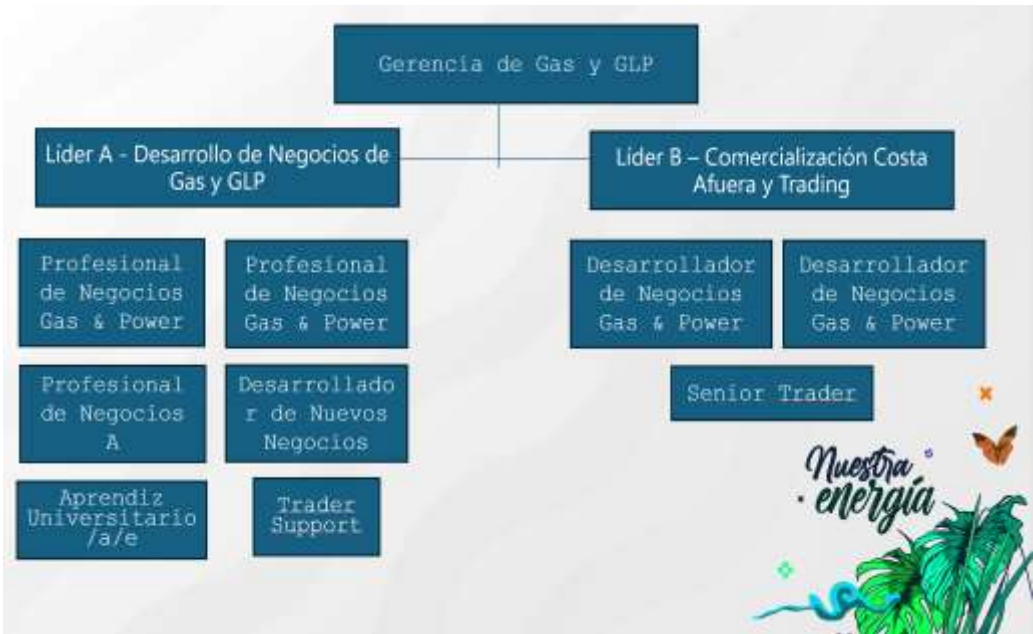 Gerencia de Gas y GLP
Líder A - Desarrollo de Negocios de
Gas y GLP
Líder B – Comercialización Costa
Afuera y Trading
Profesional
de Negocios
Gas & Power
Profesional
de Negocios
Gas & Power
Desarrollador
de Negocios
Gas & Power
Desarrollador
de Negocios
Gas & Power
Profesional
de Negocios
A
Desarrollado
r de Nuevos
Negocios
Senior Trader
Aprendiz
Universitario
/a/e
Trader
Support
Nuestra
energía